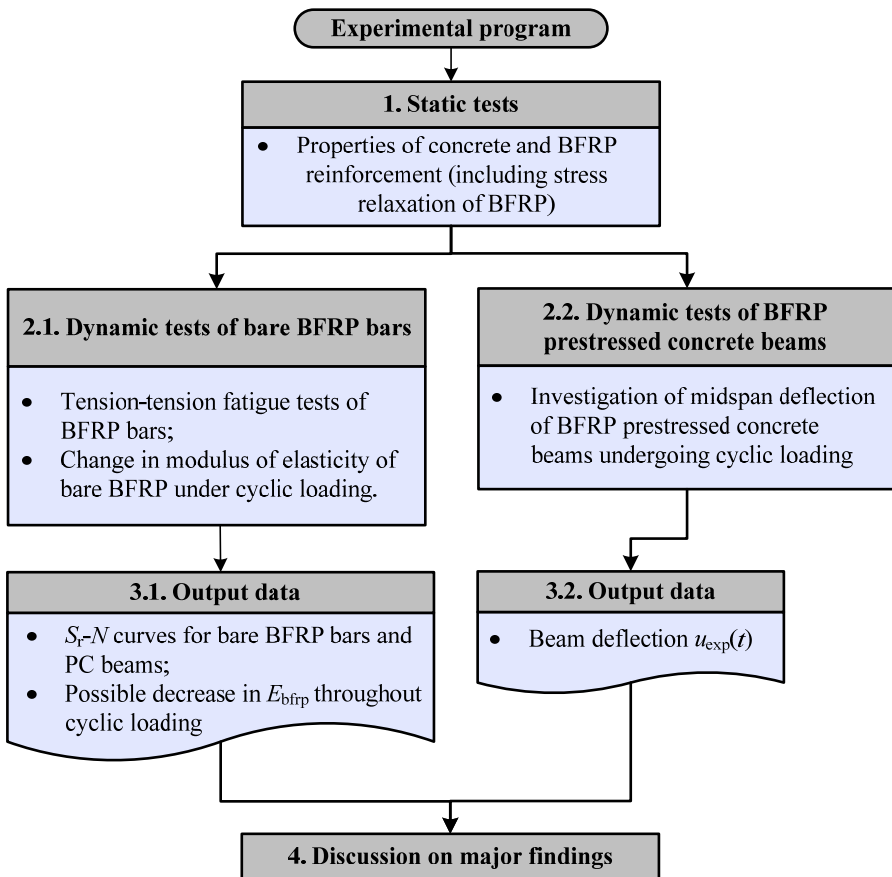 Experimental program
1. Static tests
• Properties of concrete and BFRP
reinforcement (including stress
relaxation of BFRP)
2.1. Dynamic tests of bare BFRP bars
• Tension-tension fatigue tests of
BFRP bars;
• Change in modulus of elasticity of
bare BFRP under cyclic loading.
2.2. Dynamic tests of BFRP
prestressed concrete beams
• Investigation of midspan deflection
of BFRP prestressed concrete
beams undergoing cyclic loading
3.1. Output data
• Sr-N curves for bare BFRP bars and
PC beams;
• Possible decrease in Ebfrp throughout
cyclic loading
3.2. Output data
• Beam deflection uexp(t)
4. Discussion on major findings